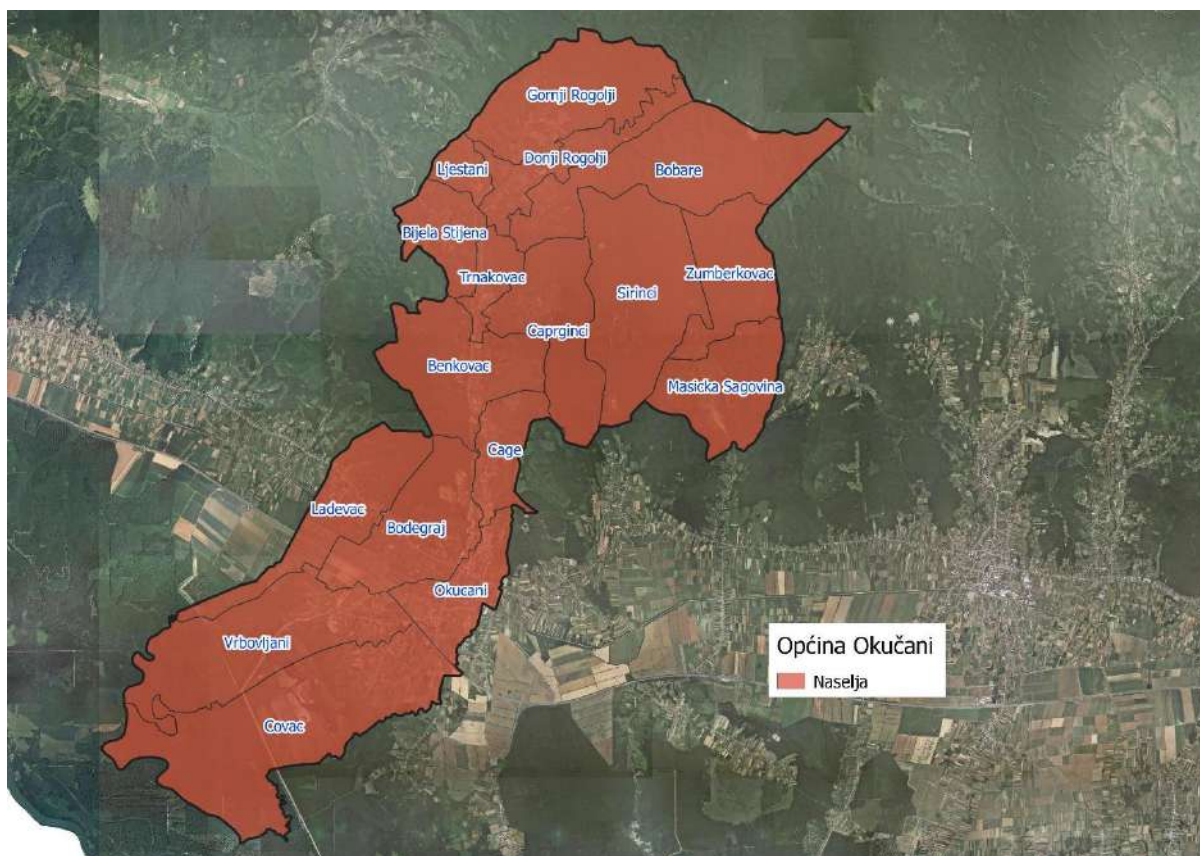 Gornji Rogolji
Donji Rogolji
Ljestani
Bobare
Bijela Stijena
Trnakovac
Zumberkovac
Sirinci
Caprginci
Benkovac
Masicka Sagovina
Cage
Ladevac
Bodegraj
Okucani
Vrbovljani
Covac
Općina Okučani
Naselja